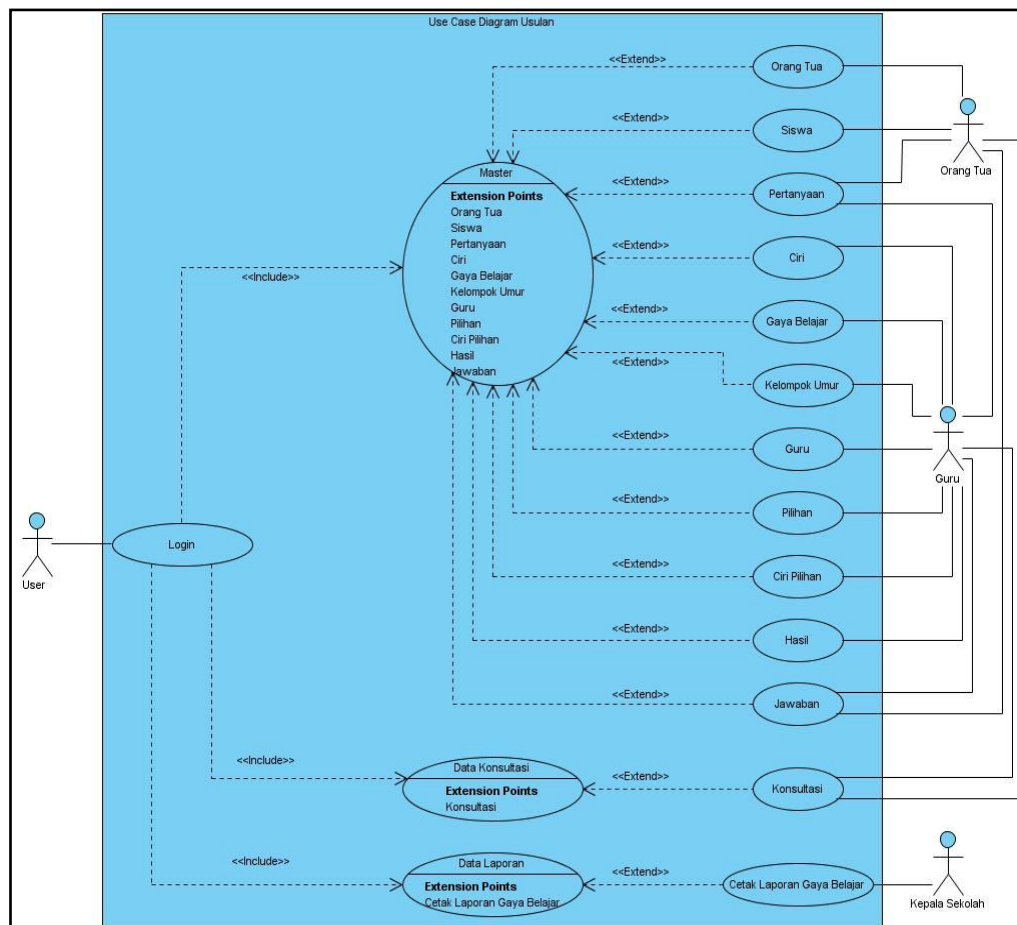 Use Case Diagram Usulan
<<Extend>>
Orang Tua
<<Extend>>
Siswa
Orang Tua
Master
Extension Points
Orang Tua
Siswa
Pertanyaan
Ciri
Gaya Belajar
Kelompok Umur
Guru
Pilihan
Ciri Pilihan
Hasil
Jawaban
<<Extend>>
Pertanyaan
<<Extend>>
Ciri
<<Include>>
<<Extend>>
Gaya Belajar
<<Extend>>
Kelompok Umur
<<Extend>>
Guru
Guru
<<Extend>>
Pilihan
User
Login
<<Extend>>
Ciri Pilihan
<<Extend>>
Hasil
<<Extend>>
Jawaban
<<Include>>
Data Konsultasi
Extension Points
Konsultasi
<<Extend>>
Konsultasi
<<Include>>
Data Laporan
Extension Points
Cetak Laporan Gaya Belajar
<<Extend>>
Cetak Laporan Gaya Belajar
Kepala Sekolah